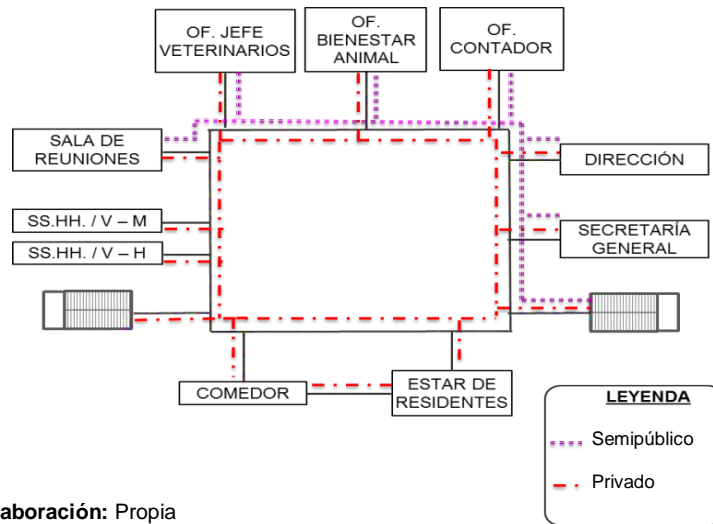 OF. JEFE
VETERINARIOS
OF.
BIENESTAR
ANIMAL
OF.
CONTADOR
SALA DE
REUNIONES
DIRECCIÓN
SS.HH. / V – M
SS.HH. / V – H
SECRETARÍA
GENERAL
COMEDOR
ESTAR DE
RESIDENTES
LEYENDA
Semipúblico
Privado
aboración: Propia